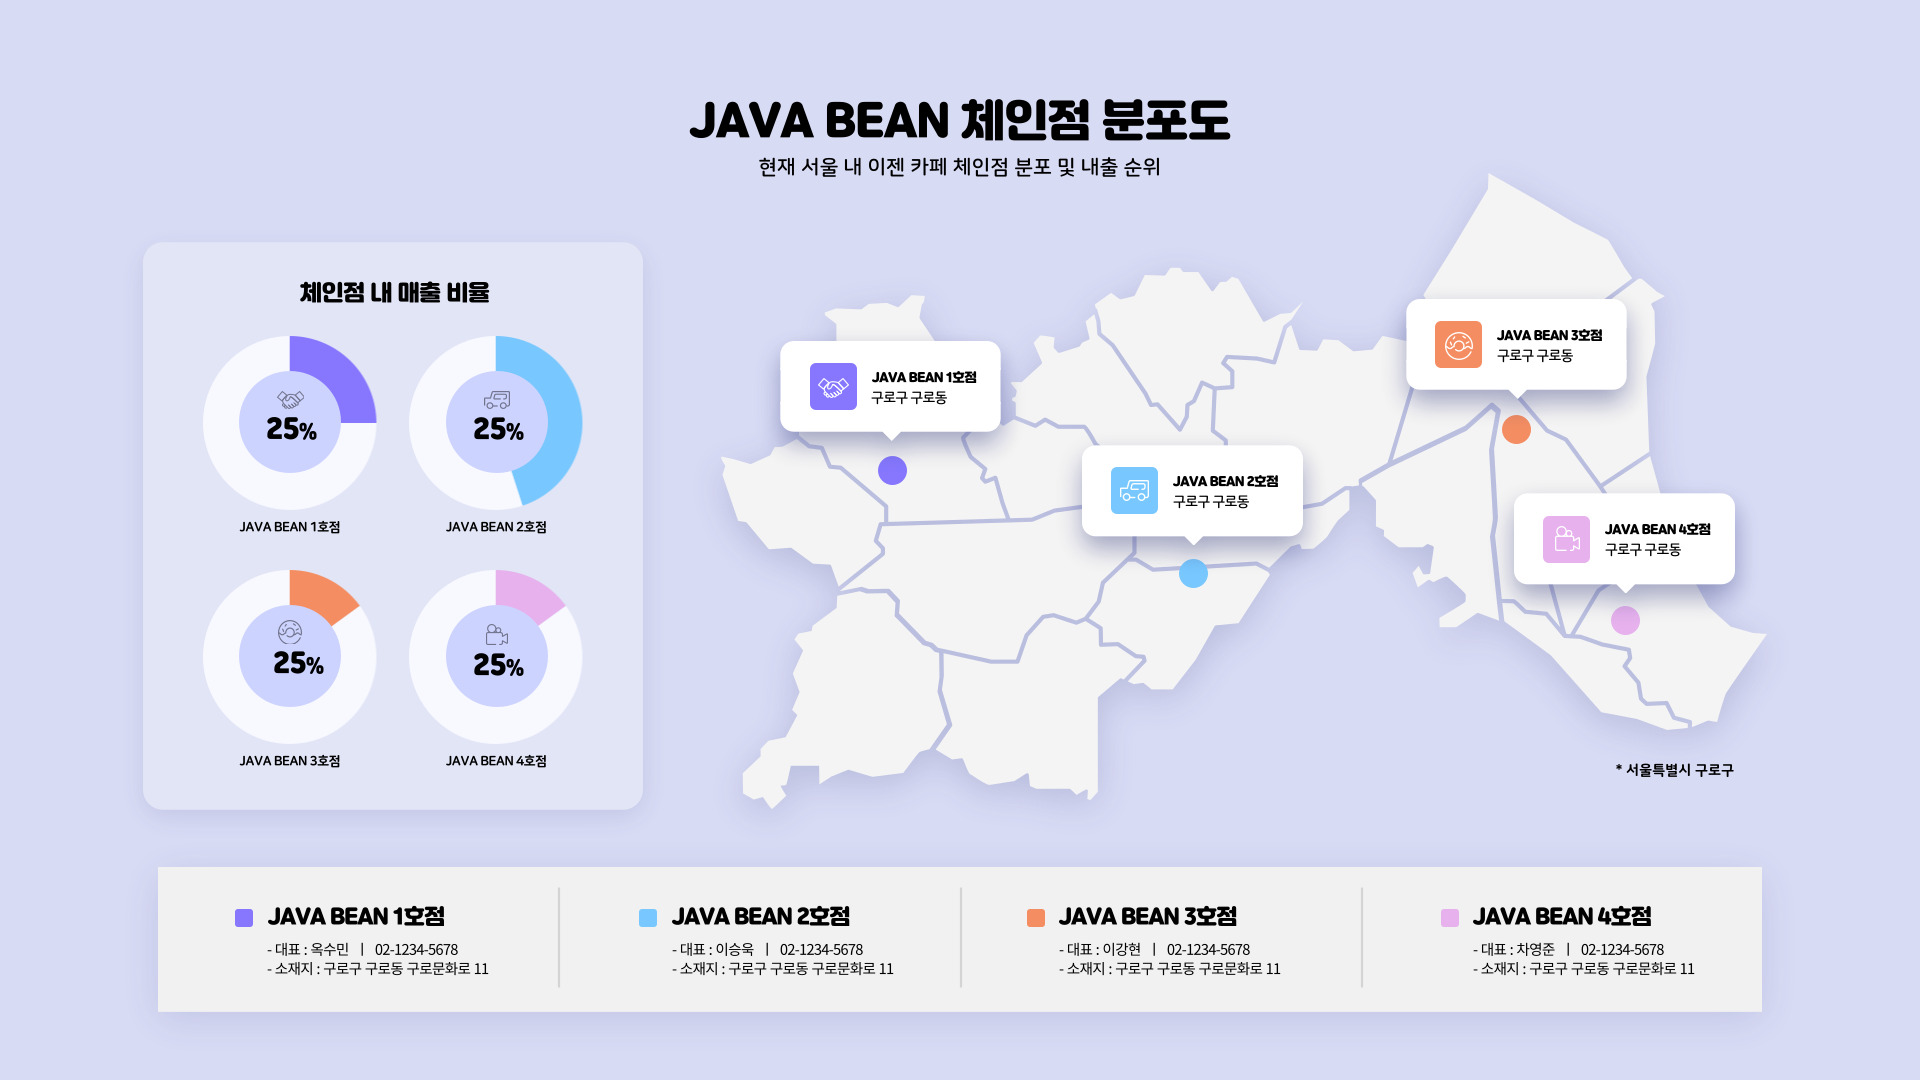 JAVA BEAN 체인점 분포도
현재 서울 내 이젠 카페 체인점 분포 및 내출 순위
체인점 내 매출 비율
25%
JAVA BEAN 1호점
25%
JAVA BEAN 2호점
25%
JAVA BEAN 3호점
25%
JAVA BEAN 4호점
JAVA BEAN 1호점
구로구 구로동
JAVA BEAN 2호점
구로구 구로동
JAVA BEAN 3호점
구로구 구로동
JAVA BEAN 4호점
구로구 구로동
* 서울특별시 구로구
JAVA BEAN 1호점
- 대표 : 옥수민 ㅣ 02-1234-5678
- 소재지 : 구로구 구로동 구로문화로 11
JAVA BEAN 2호점
- 대표 : 이승욱 ㅣ 02-1234-5678
- 소재지 : 구로구 구로동 구로문화로 11
JAVA BEAN 3호점
- 대표 : 이강현 ㅣ 02-1234-5678
- 소재지 : 구로구 구로동 구로문화로 11
JAVA BEAN 4호점
- 대표 : 차영준 ㅣ 02-1234-5678
- 소재지 : 구로구 구로동 구로문화로 11